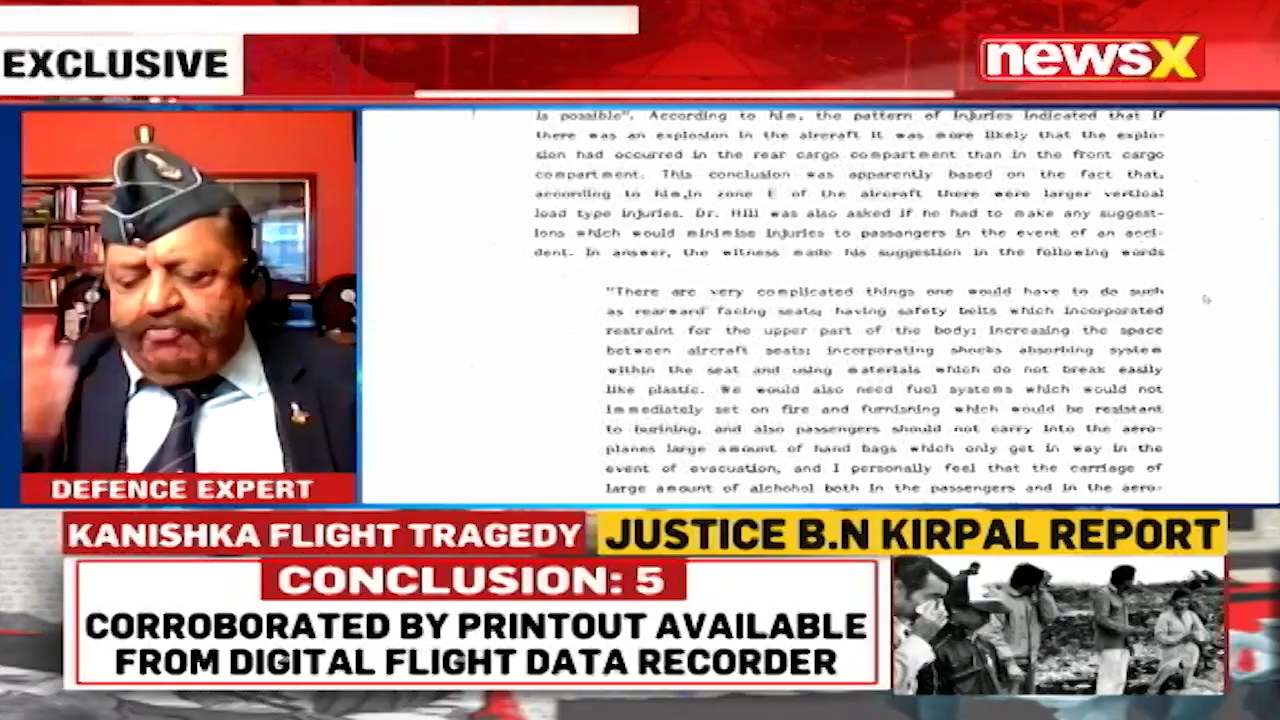 EXCLUSIVE
newsX
is possible". According to him, the pattern of injuries indicated that if
there was an explosion in the aircraft it was more likely that the explo-
sion had occurred in the rear cargo compartment than in the front cargo
compartment. This conclusion was apparently based on the fact that,
according to him, in zone E of the aircraft there were larger vertical
load type injuries. Dr. Hill was also asked if he had to make any suggest-
ions which would minimise injuries to passengers in the event of an acci-
dent. In answer, the witness made his suggestion in the following words
"There are very complicated things one would have to do such
as rearward facing seats; having safety belts which incorporated
restraint for the upper part of the body; increasing the space
between aircraft seats; incorporating shocks absorbing system
within the seat and using materials which do not break easily
like plastic. We would also need fuel systems which would not
immediately set on fire and furnishing which would be resistant
to burining, and also passengers should not carry into the aero-
planes large amount of hand bags which only get in way in the
event of evacuation, and I personally feel that the carriage of
large amount of alchohol both in the passengers and in the aero-
DEFENCE EXPERT
KANISHKA FLIGHT TRAGEDY
JUSTICE B.N KIRPAL REPORT
CONCLUSION: 5
CORROBORATED BY PRINTOUT AVAILABLE
FROM DIGITAL FLIGHT DATA RECORDER